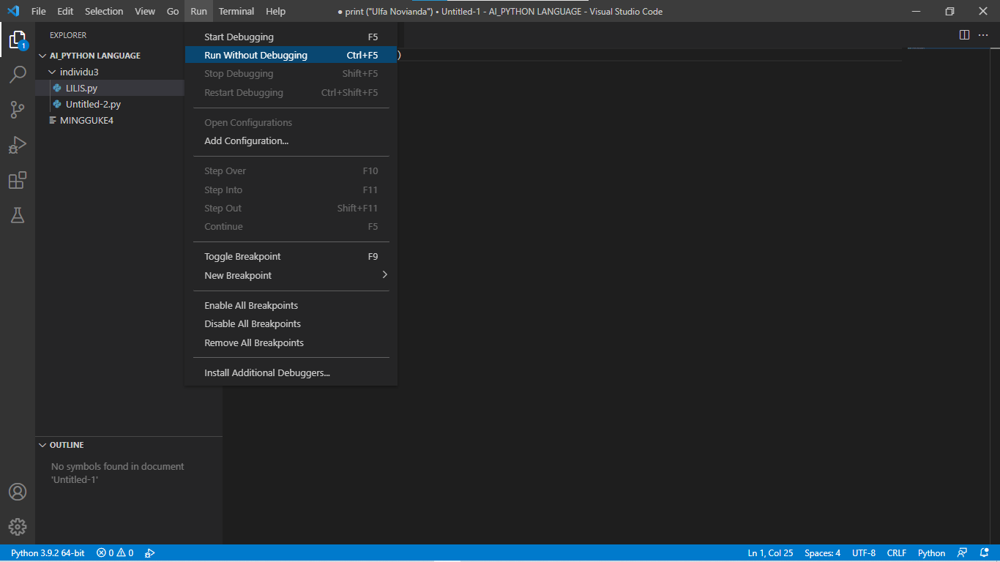 File Edit Selection View Go Run Terminal Help ● print ("Ulfa Novianda") • Untitled-1 - AI_PYTHON LANGUAGE - Visual Studio Code
EXPLORER
1
AI_PYTHON LANGUAGE
individu3
LILIS.py
Untitled-2.py
MINGGUKE4
Start Debugging F5
Run Without Debugging Ctrl+F5
)
Stop Debugging Shift+F5
Restart Debugging Ctrl+Shift+F5
Open Configurations
Add Configuration...
Step Over F10
Step Into F11
Step Out Shift+F11
Continue F5
Toggle Breakpoint F9
New Breakpoint
Enable All Breakpoints
Disable All Breakpoints
Remove All Breakpoints
Install Additional Debuggers...
OUTLINE
No symbols found in document
'Untitled-1'
Python 3.9.2 64-bit 0 0 Ln 1, Col 25 Spaces: 4 UTF-8 CRLF Python